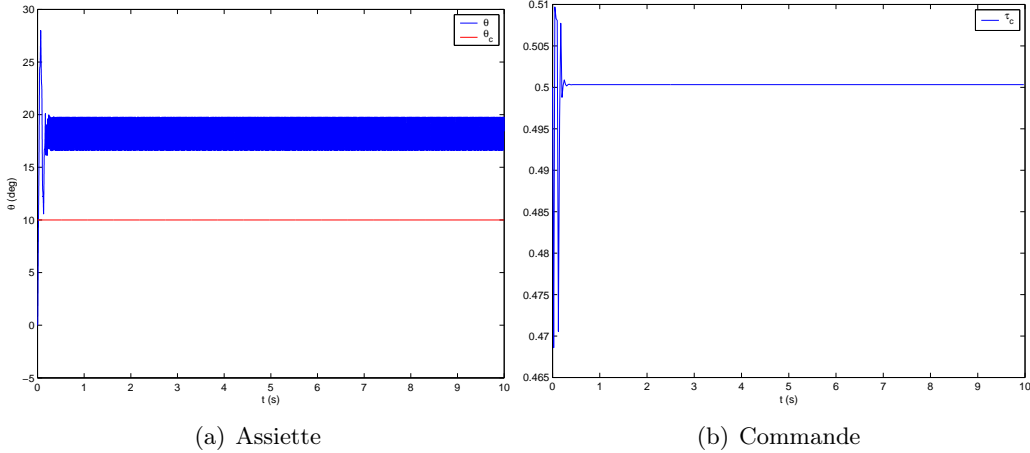 30
25
20
15
10
5
0
−5
θ (deg)
0 1 2 3 4 5 6 7 8 9 10
t (s)
θ
θc
(a) Assiette
0.51
0.505
0.5
0.495
0.49
0.485
0.48
0.475
0.47
0.465
0 1 2 3 4 5 6 7 8 9 10
t (s)
τc
(b) Commande